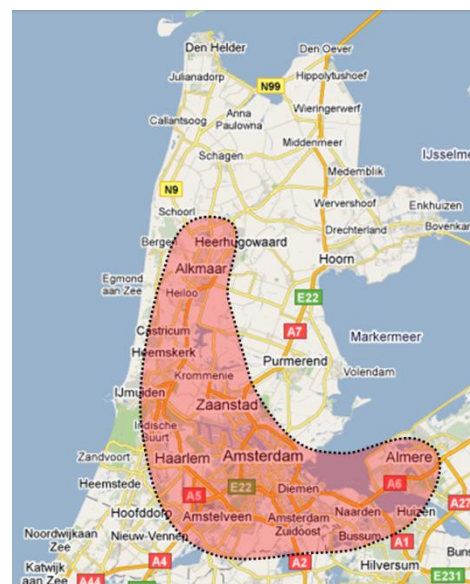 Den Helder
Den Oever
Julianadorp
Hippolytushoef
N99
Anna
Paulowna
Wieringerwerf
Callantsoog
Middenmeer
Schagen
IJsselme
Medemblik
N9
Wervershoof
Enkhuizen
Schoorl
Drechterland
Bovenkar
Bergen
Heerhugowaard
Hoorn
Alkmaar
Egmond
aan Zee
Heiloo
E22
Castricum
A7
Markermeer
Heemskerk
Purmerend
Krommenie
Volendam
IJmuiden
Zaanstad
Indische
Buurt
Zandvoort
Haarlem
Amsterdam
Almere
Heemstede
A5
E22
Diemen
A6
Hoofddorp
Amstelveen
Amsterdam
Zuidoost
Naarden
Huizen
A27
Noordwijkaan
Zee
Nieuw-Vennep
Bussum
A1
Katwijk
aan Zee
A44
A4
A2
Hilversum
Buns
E231